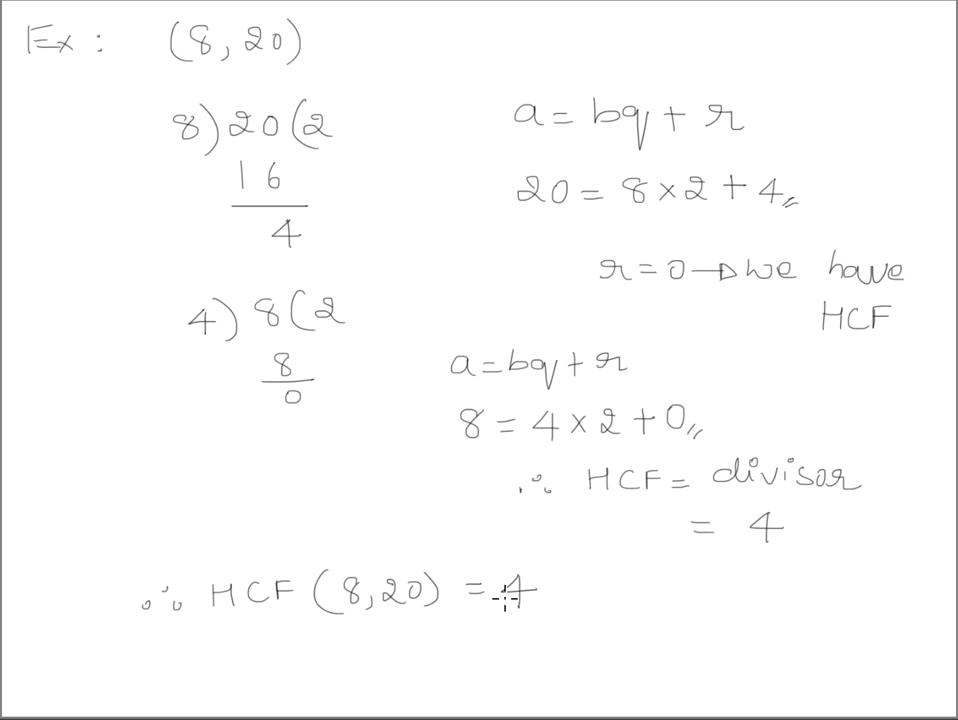 Ex : (8, 20)
8) 20 (2
16
4
a = bq + r
20 = 8 × 2 + 4,,
r = 0 → we have
HCF
4) 8 (2
8
0
a = bq + r
8 = 4 × 2 + 0,,
∴ HCF = divisor
= 4
∴ HCF (8, 20) = 4